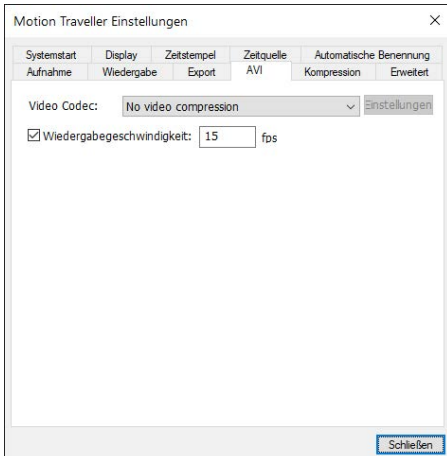 Motion Traveller Einstellungen
Systemstart Display Zeitstempel Zeitquelle Automatische Benennung
Aufnahme Wiedergabe Export AVI Kompression Erweitert
Video Codec: No video compression Einstellungen
Wiedergabegeschwindigkeit: 15 fps
Schließen